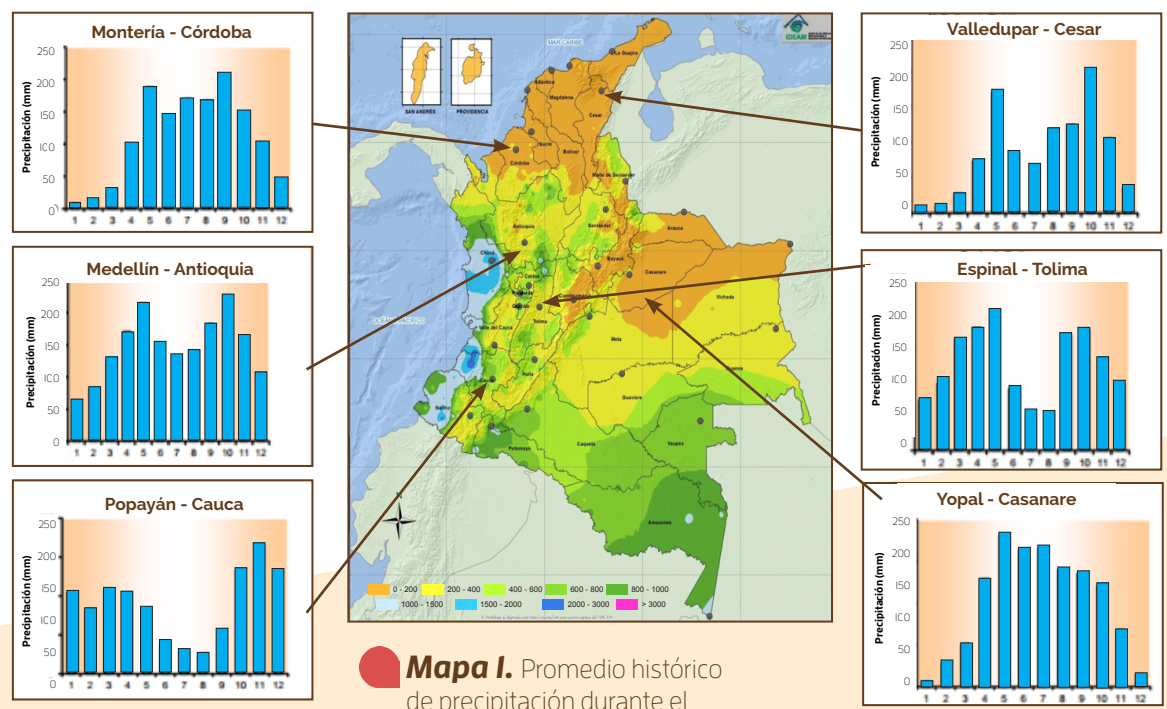 Montería - Córdoba
Precipitación (mm)
250
200
150
100
50
0
1 2 3 4 5 6 7 8 9 10 11 12
Medellín - Antioquia
Precipitación (mm)
250
200
150
100
50
0
1 2 3 4 5 6 7 8 9 10 11 12
Popayán - Cauca
Precipitación (mm)
250
200
150
100
50
0
1 2 3 4 5 6 7 8 9 10 11 12
IDEAM
MAR CARIBE
SAN ANDRÉS
PROVIDENCIA
La Guajira
Atlántico
Magdalena
Cesar
Sucre
Bolívar
Córdoba
Norte de Santander
Antioquia
Santander
Arauca
Chocó
Boyacá
Casanare
Caldas
Cundinamarca
Vichada
OCÉANO PACÍFICO
Tolima
Valle del Cauca
Meta
Huila
Cauca
Guainía
Guaviare
Nariño
Putumayo
Caquetá
Vaupés
Amazonas
0 - 200
200 - 400
400 - 600
600 - 800
800 - 1000
1000 - 1500
1500 - 2000
2000 - 3000
> 3000
Mapa 1. Promedio histórico
de precipitación durante el
Valledupar - Cesar
Precipitación (mm)
250
200
150
100
50
0
1 2 3 4 5 6 7 8 9 10 11 12
Espinal - Tolima
Precipitación (mm)
250
200
150
100
50
0
1 2 3 4 5 6 7 8 9 10 11 12
Yopal - Casanare
Precipitación (mm)
250
200
150
100
50
0
1 2 3 4 5 6 7 8 9 10 11 12